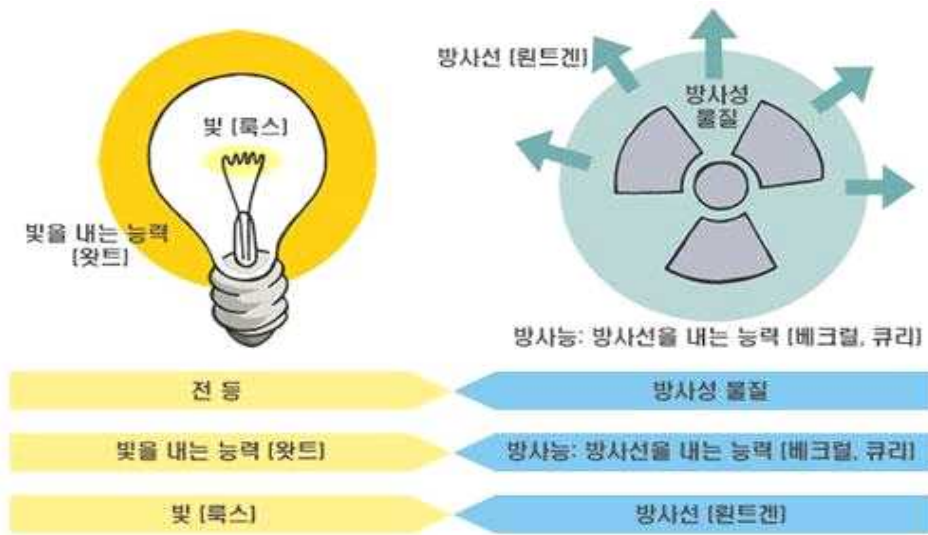 빛 [룩스]
빛을 내는 능력
[왓트]
방사선 [뢴트겐]
방사성
물질
방사능: 방사선을 내는 능력 [베크럴, 큐리]
전 등
방사성 물질
빛을 내는 능력 [왓트]
방사능: 방사선을 내는 능력 [베크럴, 큐리]
빛 [룩스]
방사선 [뢴트겐]